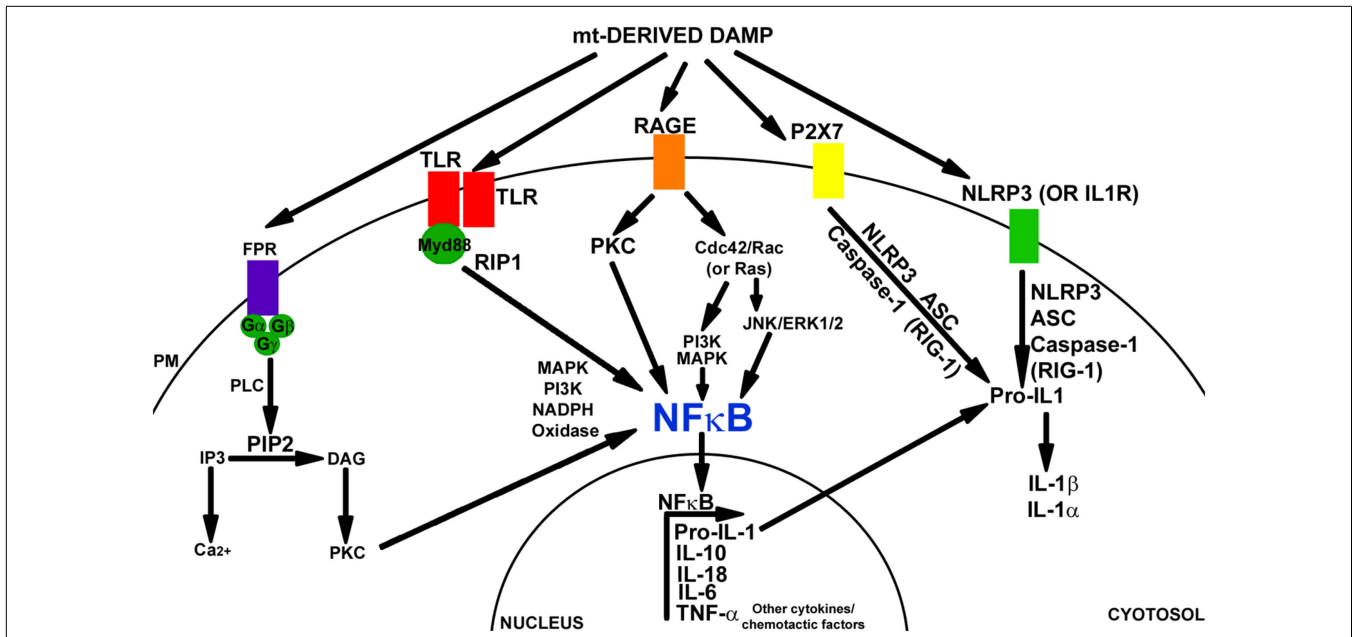 mt-DERIVED DAMP
RAGE
P2X7
TLR
TLR
NLRP3 (OR IL1R)
FPR
Myd88
RIP1
PKC
Cdc42/Rac
(or Ras)
NLRP3 ASC
Caspase-1 (RIG-1)
NLRP3
ASC
Caspase-1
(RIG-1)
Gα Gβ
Gγ
PM
PLC
JNK/ERK1/2
PI3K
MAPK
MAPK
PI3K
NADPH
Oxidase
NFκB
Pro-IL1
PIP2
IP3
DAG
IL-1β
IL-1α
Ca2+
PKC
NFκB
Pro-IL-1
IL-10
IL-18
IL-6
TNF-α
Other cytokines/
chemotactic factors
NUCLEUS
CYOTOSOL